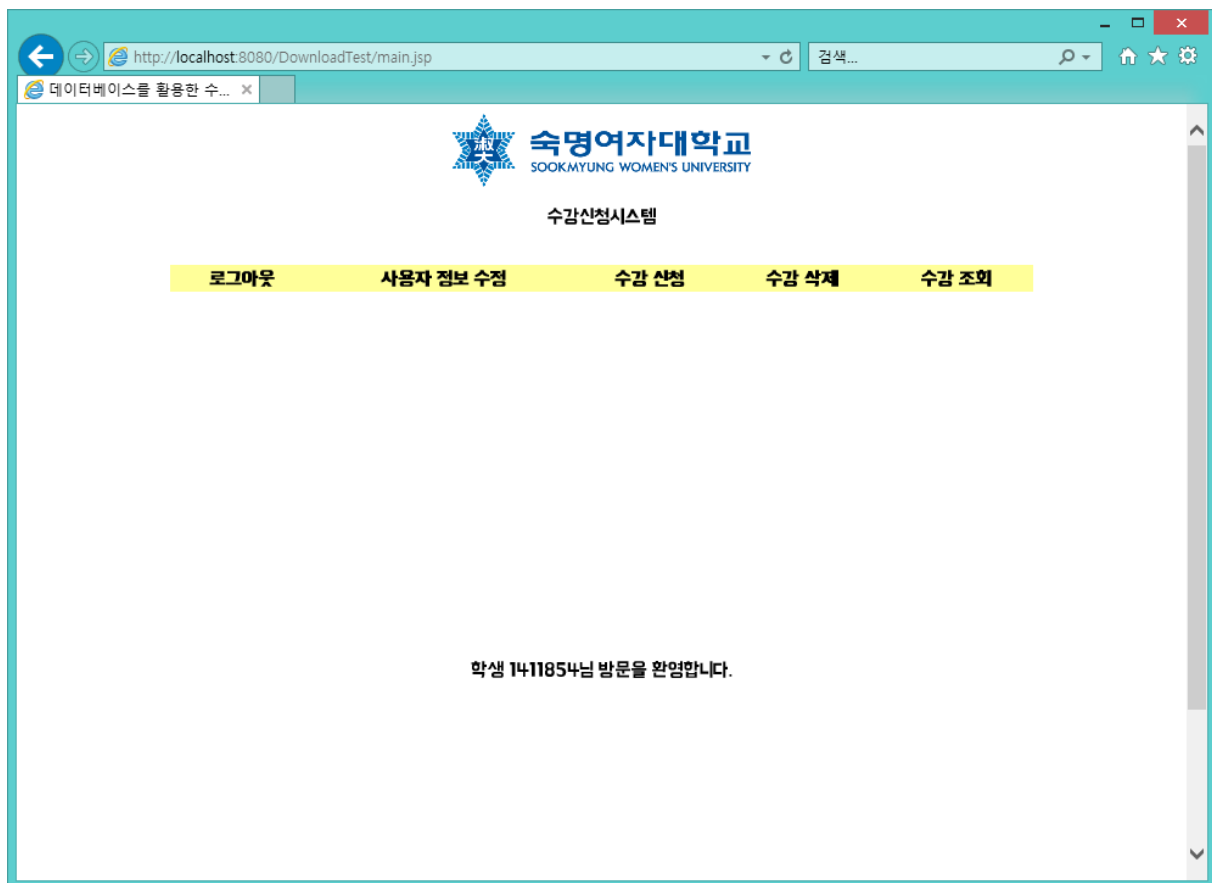 http://localhost:8080/DownloadTest/main.jsp
검색...
데이터베이스를 활용한 수...
淑大
숙명여자대학교
SOOKMYUNG WOMEN'S UNIVERSITY
수강신청시스템
로그아웃 사용자 정보 수정 수강 신청 수강 삭제 수강 조회
학생 1411854님 방문을 환영합니다.